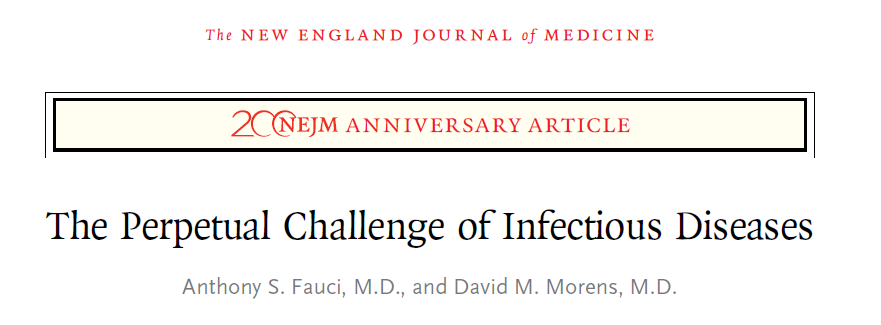 The NEW ENGLAND JOURNAL of MEDICINE
200 NEJM ANNIVERSARY ARTICLE
The Perpetual Challenge of Infectious Diseases
Anthony S. Fauci, M.D., and David M. Morens, M.D.